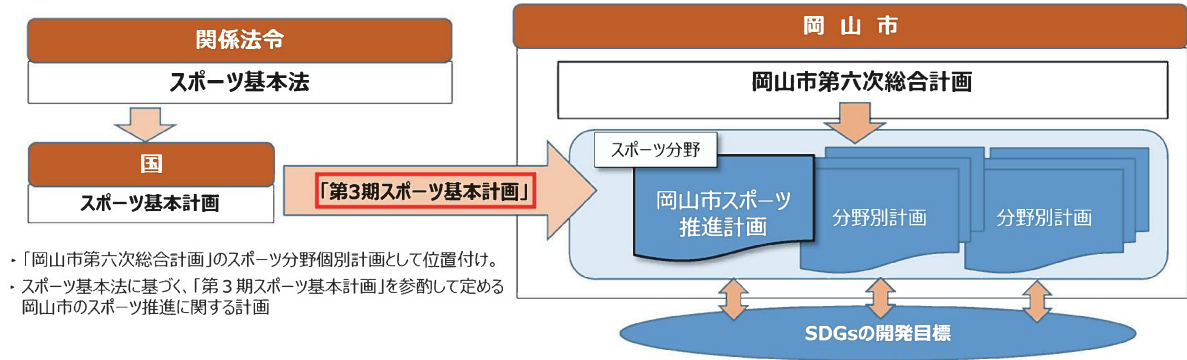 関係法令
スポーツ基本法
国
スポーツ基本計画
「第3期スポーツ基本計画」
‣ 「岡山市第六次総合計画」のスポーツ分野個別計画として位置付け。
‣ スポーツ基本法に基づく、「第３期スポーツ基本計画」を参酌して定める
岡山市のスポーツ推進に関する計画
岡 山 市
岡山市第六次総合計画
スポーツ分野
岡山市スポーツ
推進計画
分野別計画
分野別計画
SDGsの開発目標